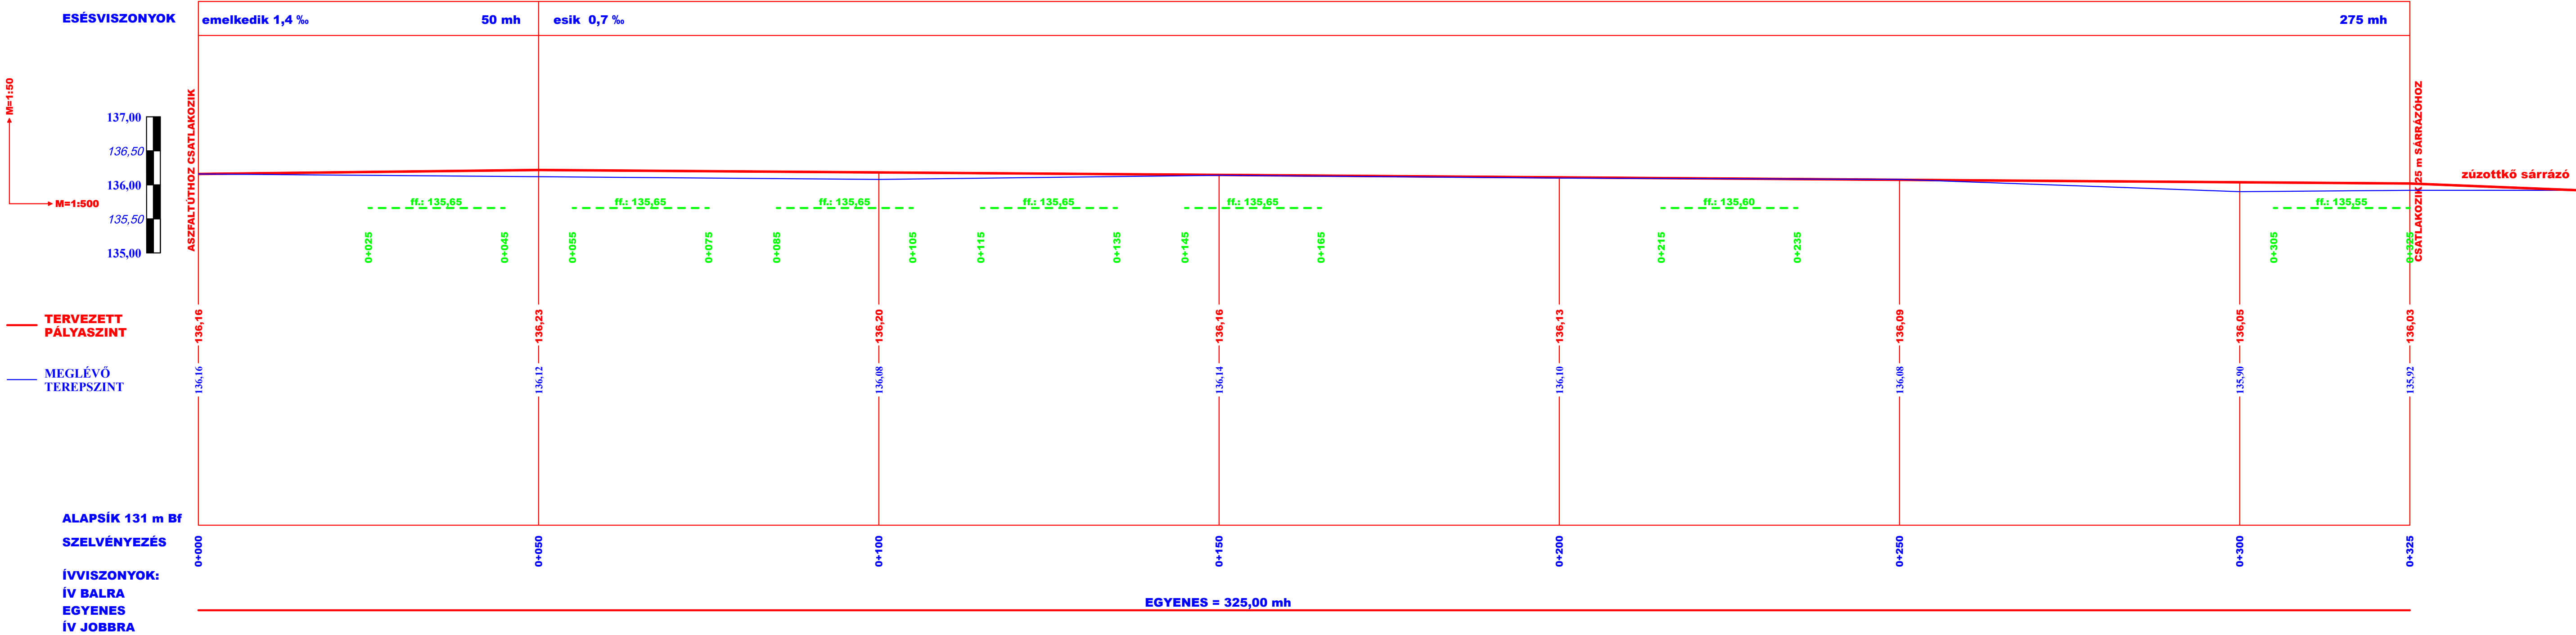 ESÉSVISZONYOK
emelkedik 1,4 ‰
50 mh
esik 0,7 ‰
275 mh
M=1:50
M=1:500
137,00
136,50
136,00
135,50
135,00
ASZFALTÚTHOZ CSATLAKOZIK
CSATLAKOZIK 25 m SÁRRÁZÓHOZ
zúzottkő sárrázó
ff.: 135,65
ff.: 135,65
ff.: 135,65
ff.: 135,65
ff.: 135,65
ff.: 135,60
ff.: 135,55
0+025
0+045
0+055
0+075
0+085
0+105
0+115
0+135
0+145
0+165
0+215
0+235
0+305
0+325
TERVEZETT
PÁLYASZINT
136,16
136,23
136,20
136,16
136,13
136,09
136,05
136,03
MEGLÉVŐ
TEREPSZINT
136,16
136,12
136,08
136,14
136,10
136,08
135,90
135,92
ALAPSÍK 131 m Bf
SZELVÉNYEZÉS
0+000
0+050
0+100
0+150
0+200
0+250
0+300
0+325
ÍVVISZONYOK:
ÍV BALRA
EGYENES
EGYENES = 325,00 mh
ÍV JOBBRA